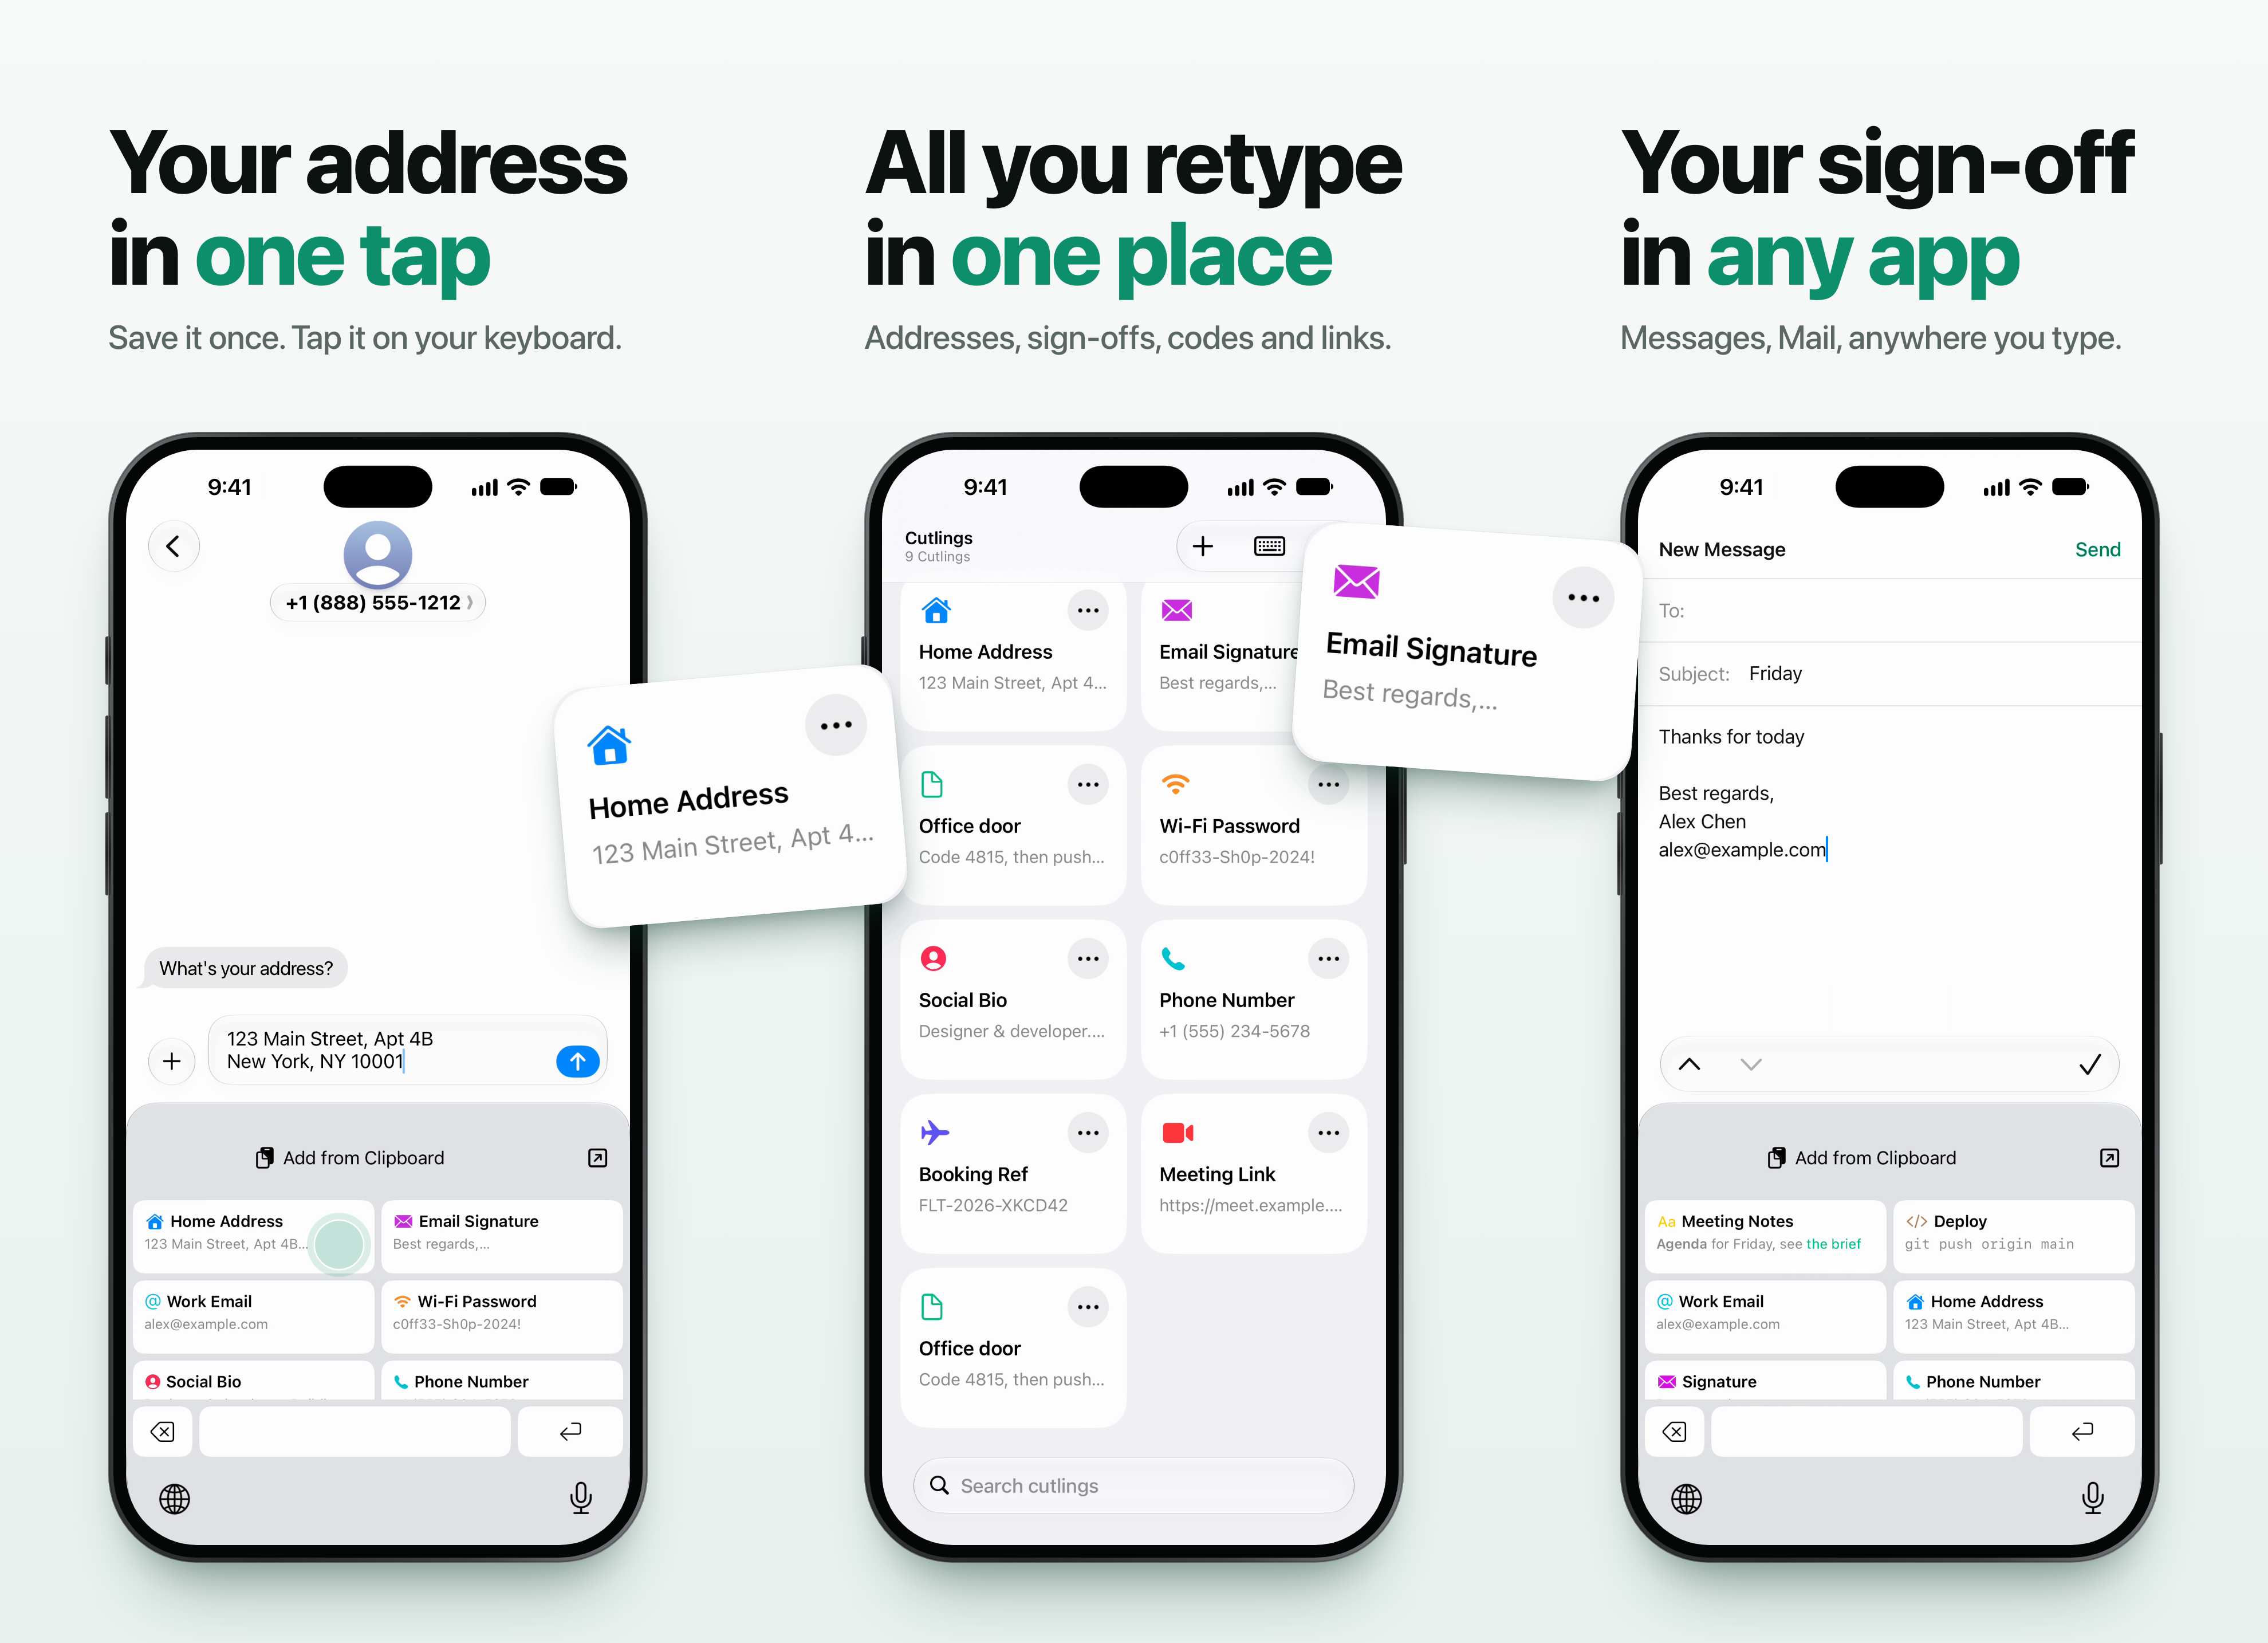 Your address
in one tap
Save it once. Tap it on your keyboard.
9:41
+1 (888) 555-1212
What's your address?
123 Main Street, Apt 4B
New York, NY 10001
Add from Clipboard
Home Address
123 Main Street, Apt 4B...
Email Signature
Best regards,...
Work Email
alex@example.com
Wi-Fi Password
c0ff33-Sh0p-2024!
Social Bio
Phone Number
Home Address
123 Main Street, Apt 4...
All you retype
in one place
Addresses, sign-offs, codes and links.
9:41
Cutlings
9 Cutlings
Home Address
123 Main Street, Apt 4...
Email Signature
Best regards,...
Office door
Code 4815, then push...
Wi-Fi Password
c0ff33-Sh0p-2024!
Social Bio
Designer & developer....
Phone Number
+1 (555) 234-5678
Booking Ref
FLT-2026-XKCD42
Meeting Link
https://meet.example....
Office door
Code 4815, then push...
Search cutlings
Email Signature
Best regards,...
Your sign-off
in any app
Messages, Mail, anywhere you type.
9:41
New Message
Send
To:
Subject: Friday
Thanks for today
Best regards,
Alex Chen
alex@example.com
Add from Clipboard
Aa Meeting Notes
Agenda for Friday, see the brief
</> Deploy
git push origin main
@ Work Email
alex@example.com
Home Address
123 Main Street, Apt 4B...
Signature
Phone Number